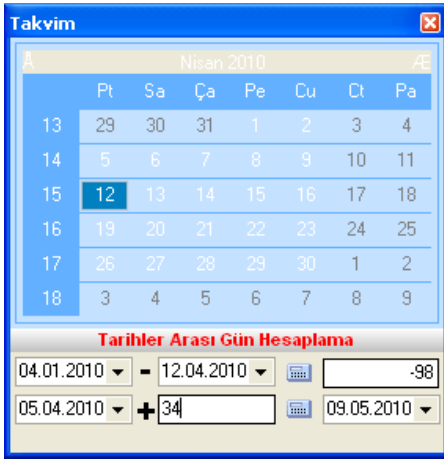 Takvim
Å Nisan 2010 Æ
Pt Sa Ça Pe Cu Ct Pa
13 29 30 31 1 2 3 4
14 5 6 7 8 9 10 11
15 12 13 14 15 16 17 18
16 19 20 21 22 23 24 25
17 26 27 28 29 30 1 2
18 3 4 5 6 7 8 9
Tarihler Arası Gün Hesaplama
04.01.2010 - 12.04.2010 -98
05.04.2010 + 34 09.05.2010